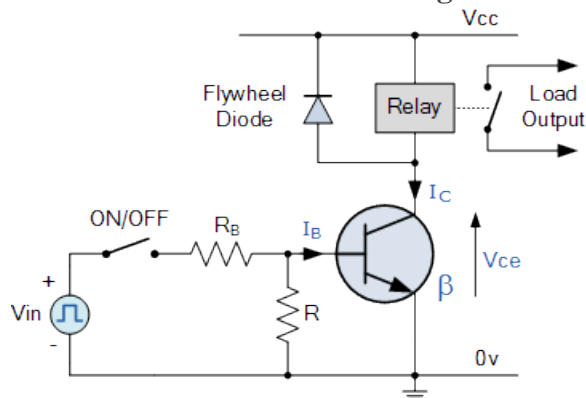 Vcc
Flywheel
Diode
Relay
Load
Output
ON/OFF
RB
IB
IC
Vce
β
+
Vin
-
R
0v